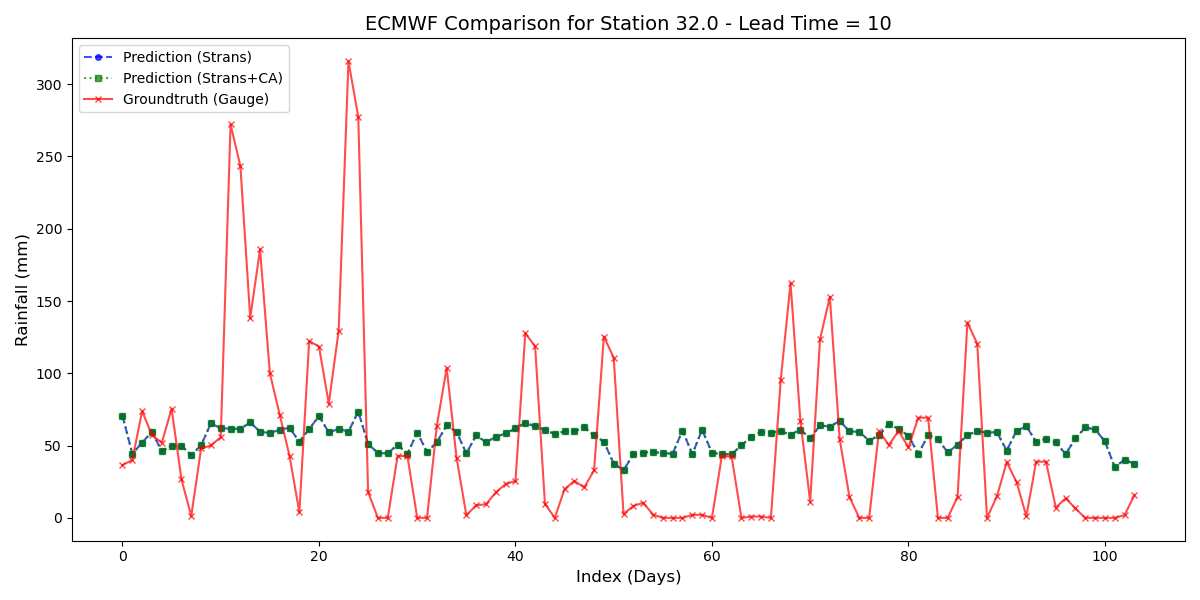 ECMWF Comparison for Station 32.0 - Lead Time = 10
Prediction (Strans)
Prediction (Strans+CA)
Groundtruth (Gauge)
Rainfall (mm)
300
250
200
150
100
50
0
0 20 40 60 80 100
Index (Days)